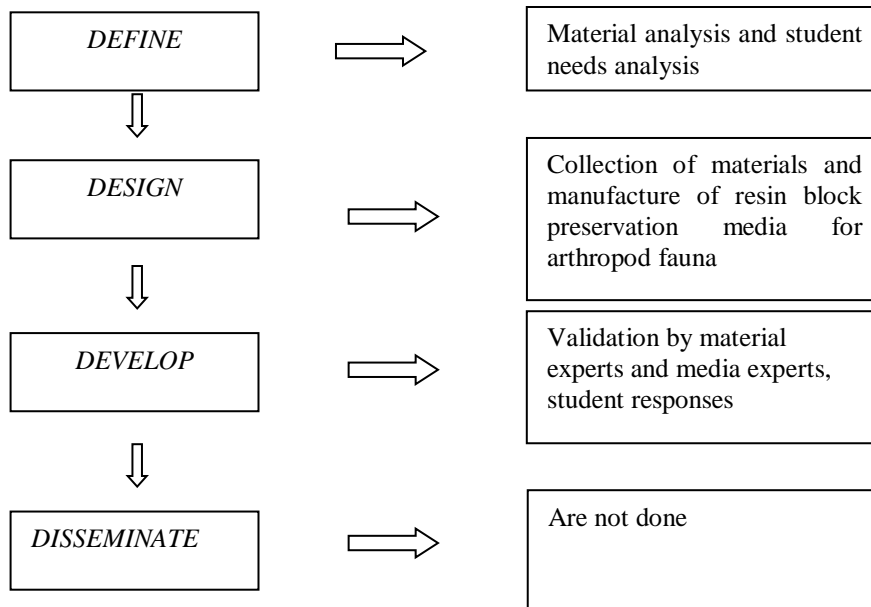 DEFINE
Material analysis and student
needs analysis
DESIGN
Collection of materials and
manufacture of resin block
preservation media for
arthropod fauna
DEVELOP
Validation by material
experts and media experts,
student responses
DISSEMINATE
Are not done